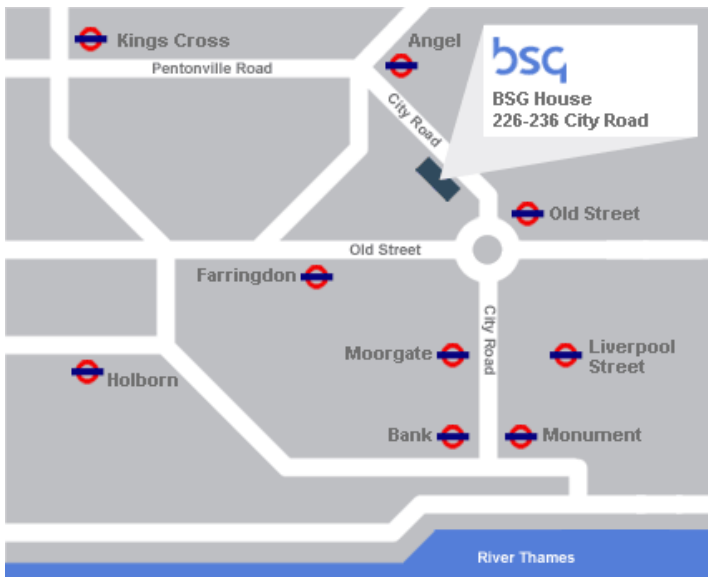 Kings Cross
Angel
Pentonville Road
bsg
BSG House
226-236 City Road
City Road
Old Street
Old Street
Farringdon
City Road
Moorgate
Liverpool
Street
Holborn
Bank
Monument
River Thames